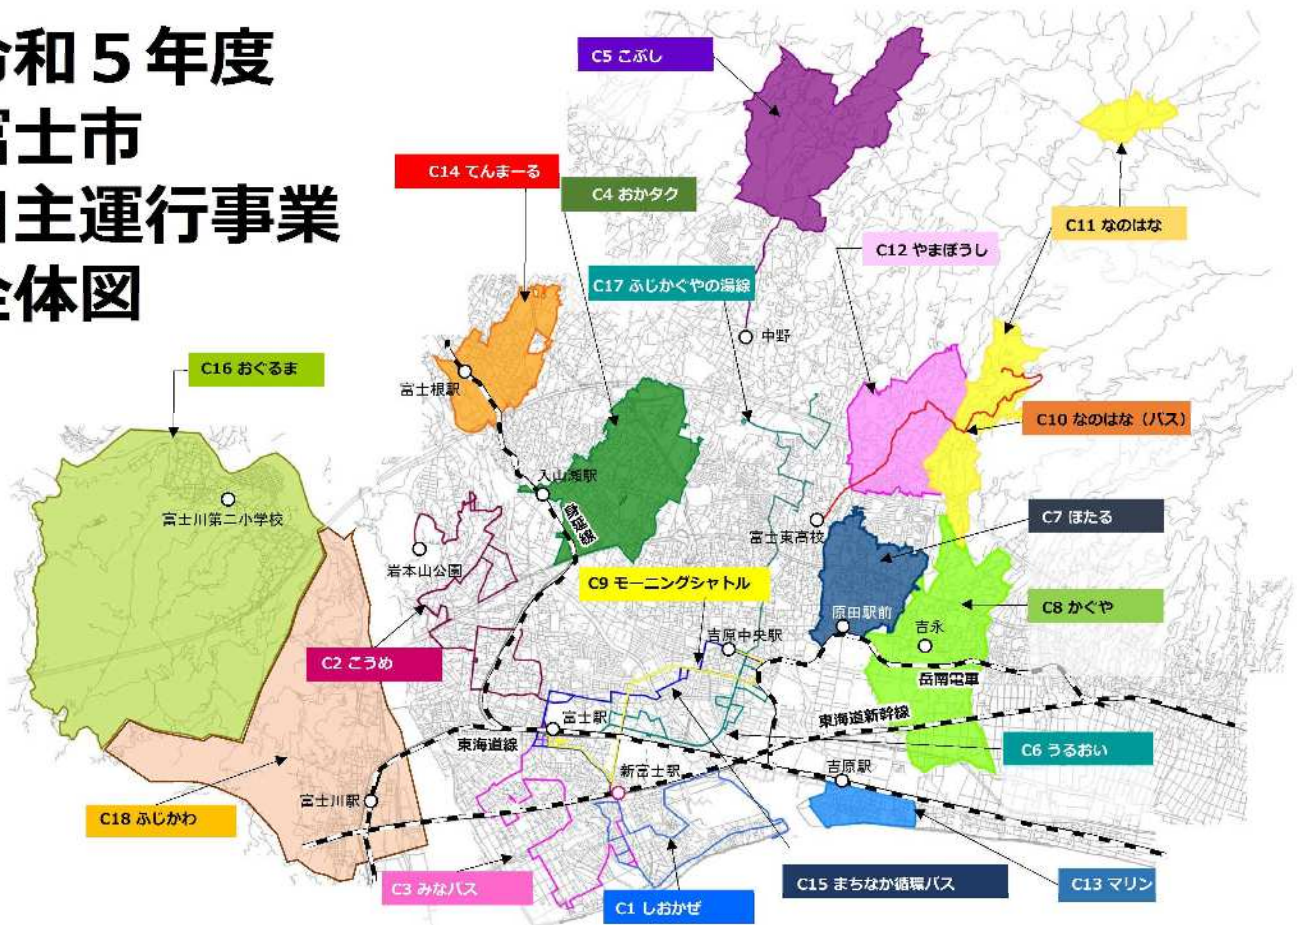 令和５年度
富士市
自主運行事業
全体図
C5 こぶし
C14 てんまーる
C4 おかタク
C11 なのはな
C12 やまぼうし
C17 ふじかぐやの湯線
中野
C16 おぐるま
富士根駅
C10 なのはな（バス）
入山瀬駅
身延線
富士川第二小学校
富士東高校
C7 ほたる
岩本山公園
C9 モーニングシャトル
C8 かぐや
原田駅前
吉永
吉原中央駅
C2 こうめ
岳南電車
富士駅
東海道新幹線
東海道線
C6 うるおい
新富士駅
吉原駅
富士川駅
C18 ふじかわ
C3 みなバス
C15 まちなか循環バス
C13 マリン
C1 しおかぜ